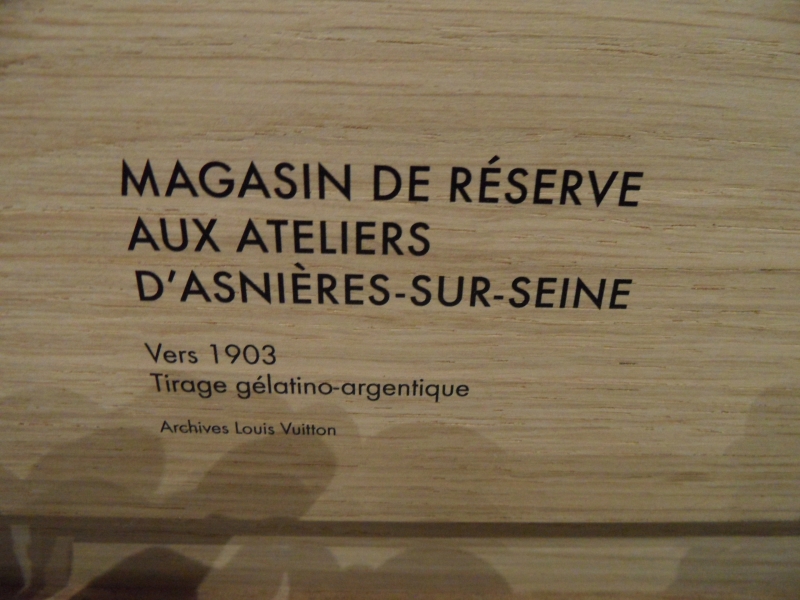 MAGASIN DE RÉSERVE
AUX ATELIERS
D'ASNIÈRES-SUR-SEINE
Vers 1903
Tirage gélatino-argentique
Archives Louis Vuitton